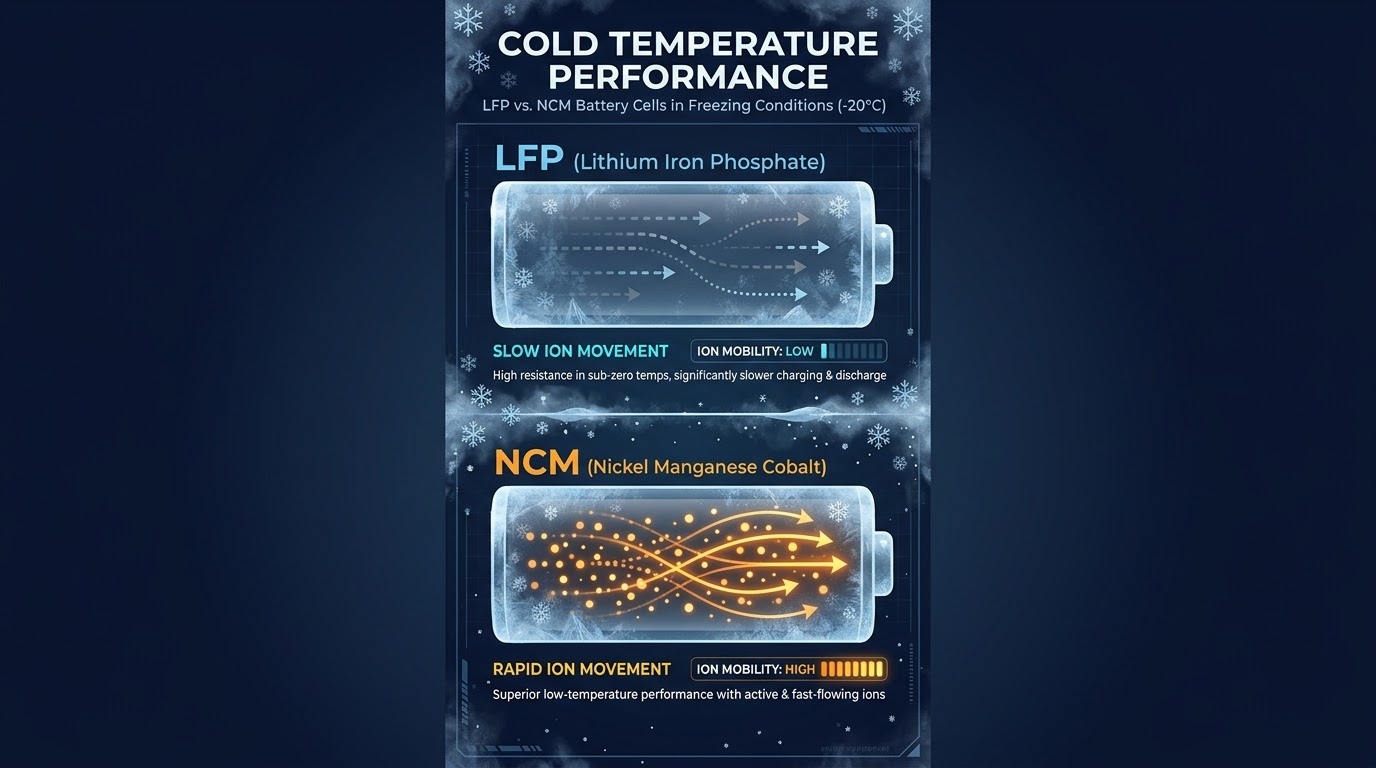 COLD TEMPERATURE
PERFORMANCE
LFP vs. NCM Battery Cells in Freezing Conditions (-20°C)
LFP (Lithium Iron Phosphate)
SLOW ION MOVEMENT
ION MOBILITY: LOW
High resistance in sub-zero temps, significantly slower charging & discharge
NCM (Nickel Manganese Cobalt)
RAPID ION MOVEMENT
ION MOBILITY: HIGH
Superior low-temperature performance with active & fast-flowing ions